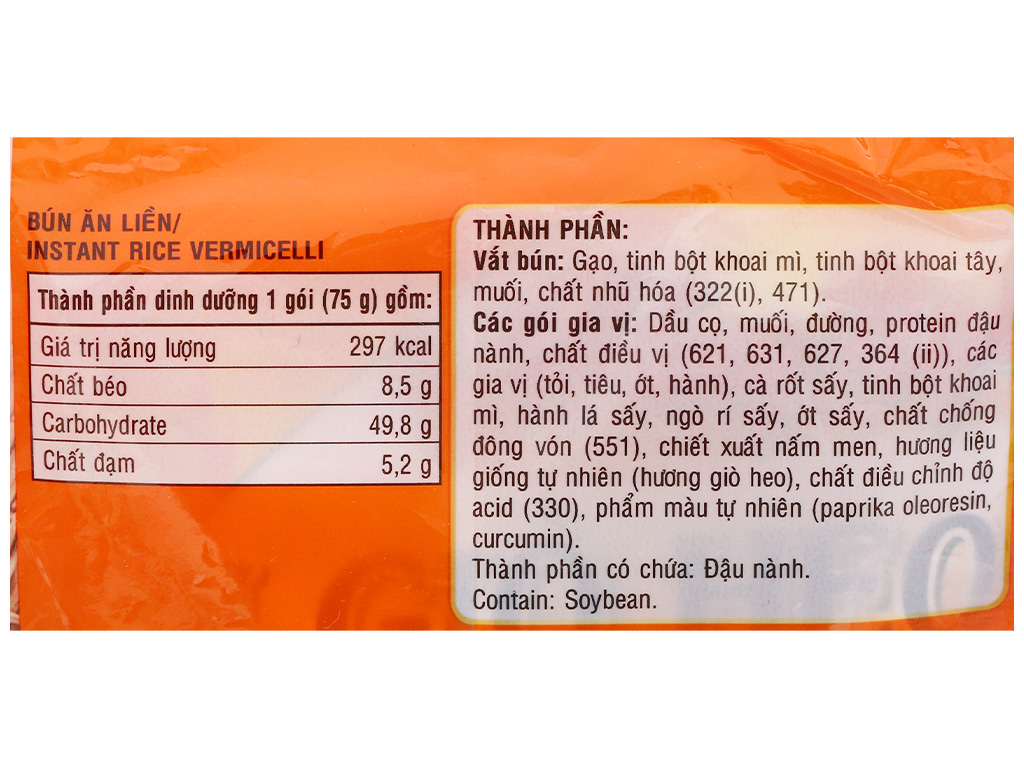 BÚN ĂN LIỀN/
INSTANT RICE VERMICELLI
Thành phần dinh dưỡng 1 gói (75 g) gồm:
Giá trị năng lượng 297 kcal
Chất béo 8,5 g
Carbohydrate 49,8 g
Chất đạm 5,2 g
THÀNH PHẦN:
Vắt bún: Gạo, tinh bột khoai mì, tinh bột khoai tây,
muối, chất nhũ hóa (322(i), 471).
Các gói gia vị: Dầu cọ, muối, đường, protein đậu
nành, chất điều vị (621, 631, 627, 364 (ii)), các
gia vị (tỏi, tiêu, ớt, hành), cà rốt sấy, tinh bột khoai
mì, hành lá sấy, ngò rí sấy, ớt sấy, chất chống
đông vón (551), chiết xuất nấm men, hương liệu
giống tự nhiên (hương giò heo), chất điều chỉnh độ
acid (330), phẩm màu tự nhiên (paprika oleoresin,
curcumin).
Thành phần có chứa: Đậu nành.
Contain: Soybean.